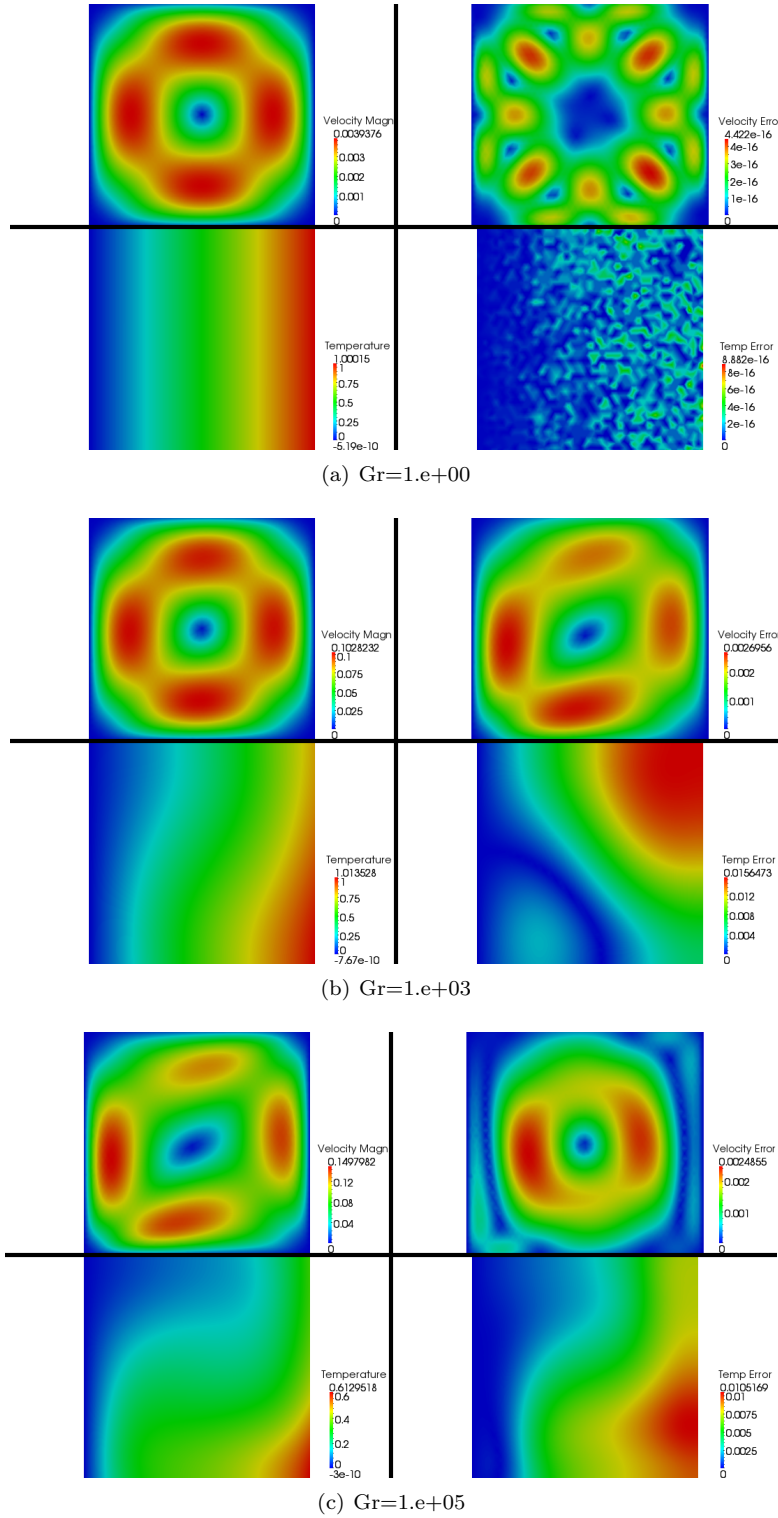 Velocity Magn
0.0039376
0.003
0.002
0.001
0
Velocity Erro
4.422e-16
4e-16
3e-16
2e-16
1e-16
0
Temperature
1.00015
1
0.75
0.5
0.25
0
-5.19e-10
Temp Error
8.882e-16
8e-16
6e-16
4e-16
2e-16
0
(a) Gr=1.e+00
Velocity Magn
0.1028232
0.1
0.075
0.05
0.025
0
Velocity Erro
0.0026956
0.002
0.001
0
Temperature
1.013528
1
0.75
0.5
0.25
0
-7.67e-10
Temp Error
0.0156473
0.012
0.008
0.004
0
(b) Gr=1.e+03
Velocity Magn
0.1497982
0.12
0.08
0.04
0
Velocity Error
0.0024855
0.002
0.001
0
Temperature
0.6129518
0.6
0.4
0.2
0
-3e-10
Temp Error
0.0105169
0.01
0.0075
0.005
0.0025
0
(c) Gr=1.e+05